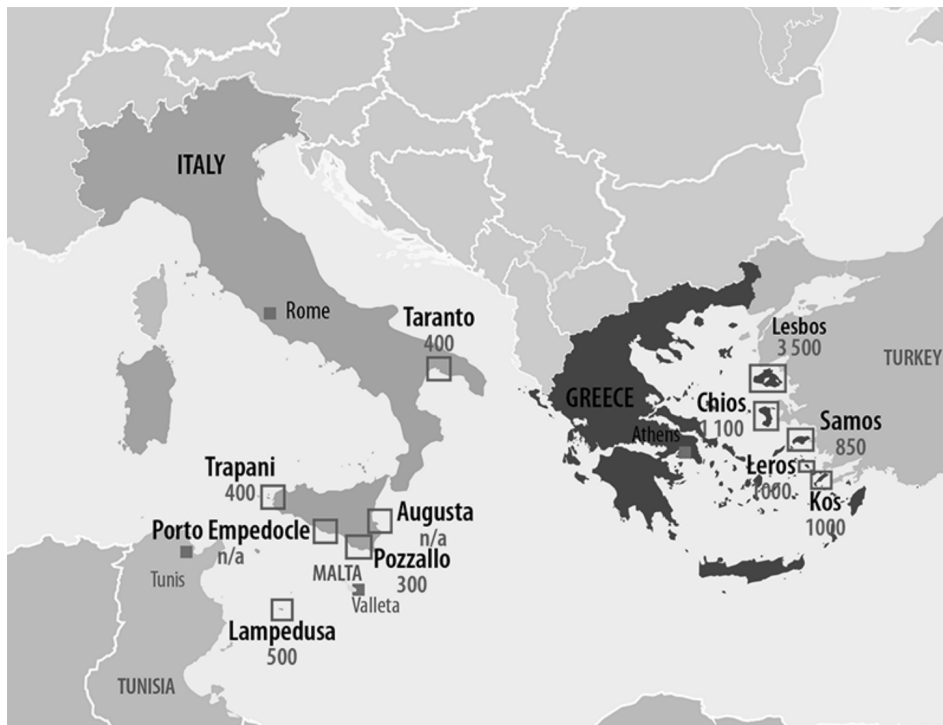 ITALY
Rome
Taranto
400
Lesbos
3 500
TURKEY
GREECE
Chios
1 100
Athens
Samos
850
Leros
1000
Kos
1000
Trapani
400
Augusta
n/a
Porto Empedocle
n/a
Pozzallo
300
MALTA
Valleta
Tunis
Lampedusa
500
TUNISIA